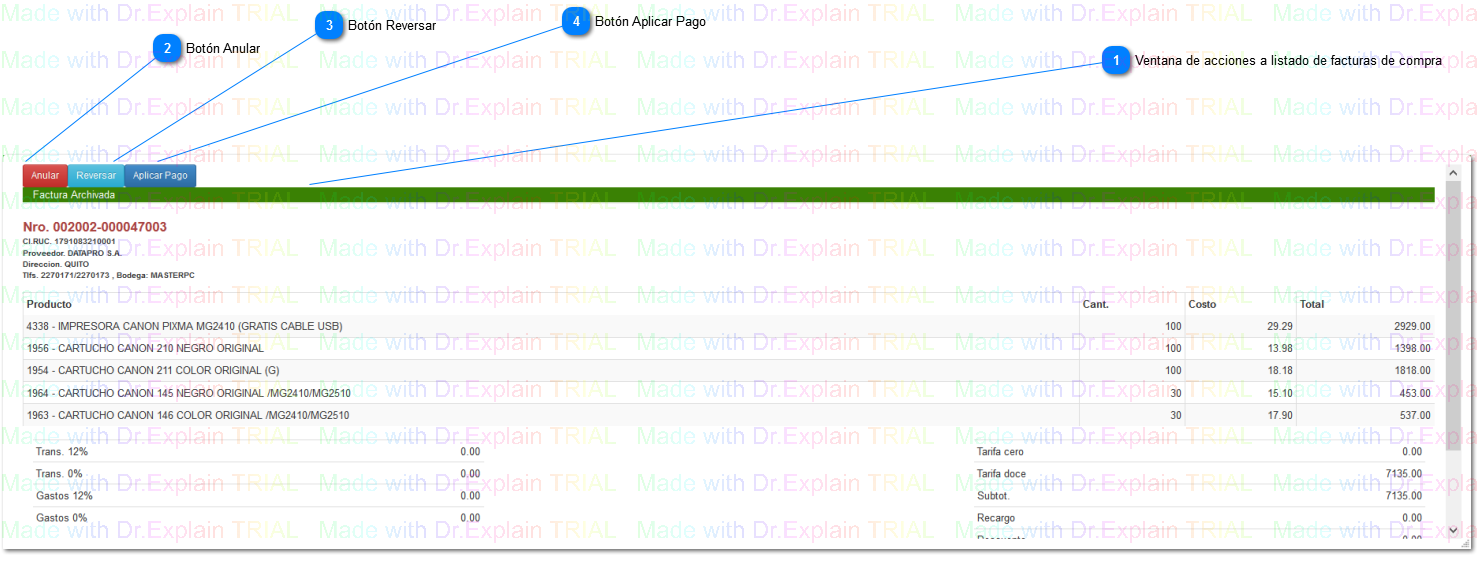 4 Botón Aplicar Pago
3 Botón Reversar
2 Botón Anular
1 Ventana de acciones a listado de facturas de compra
Made with Dr.Explain TRIAL
Anular Reversar Aplicar Pago
Factura Archivada
Nro. 002002-000047003
CI.RUC. 1791083210001
Proveedor. DATAPRO S.A.
Direccion. QUITO
Tlfs. 2270171/2270173 , Bodega: MASTERPC
Producto Cant. Costo Total
4338 - IMPRESORA CANON PIXMA MG2410 (GRATIS CABLE USB) 100 29.29 2929.00
1956 - CARTUCHO CANON 210 NEGRO ORIGINAL 100 13.98 1398.00
1954 - CARTUCHO CANON 211 COLOR ORIGINAL (G) 100 18.18 1818.00
1964 - CARTUCHO CANON 145 NEGRO ORIGINAL /MG2410/MG2510 30 15.10 453.00
1963 - CARTUCHO CANON 146 COLOR ORIGINAL /MG2410/MG2510 30 17.90 537.00
Trans. 12% 0.00 Tarifa cero 0.00
Trans. 0% 0.00 Tarifa doce 7135.00
Gastos 12% 0.00 Subtot. 7135.00
Gastos 0% 0.00 Recargo 0.00